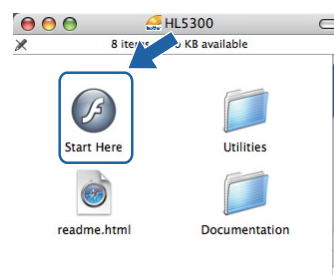 HL5300
8 items, KB available
Start Here
Utilities
readme.html
Documentation